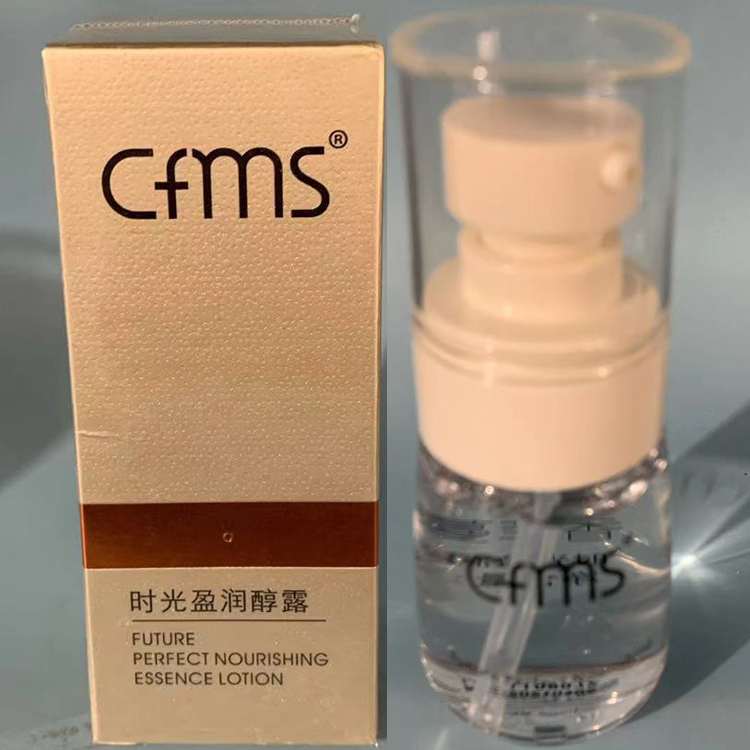 Cfms®
时光盈润醇露
FUTURE
PERFECT NOURISHING
ESSENCE LOTION
Cfms